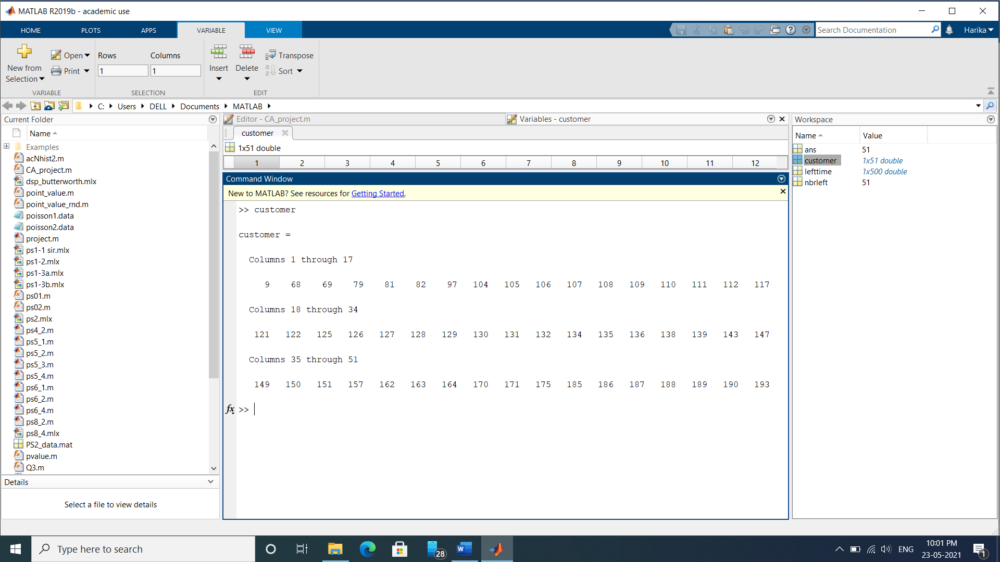 MATLAB R2019b - academic use
HOME PLOTS APPS VARIABLE VIEW Search Documentation Harika
New from Selection
Open
Print
VARIABLE
Rows Columns
1 1
SELECTION
Insert Delete
Transpose
Sort
EDIT
C: Users DELL Documents MATLAB
Current Folder
Name
Examples
acNhist2.m
CA_project.m
dsp_butterworth.mlx
point_value.m
point_value_rnd.m
poisson1.data
poisson2.data
project.m
ps1-1 sir.mlx
ps1-2.mlx
ps1-3a.mlx
ps1-3b.mlx
ps01.m
ps02.m
ps2.mlx
ps4_2.m
ps5_1.m
ps5_2.m
ps5_3.m
ps5_4.m
ps6_1.m
ps6_2.m
ps6_4.m
ps8_2.m
ps8_4.mlx
PS2_data.mat
pvalue.m
Q3.m
Details
Select a file to view details
Editor - CA_project.m
Variables - customer
customer
1x51 double
1 2 3 4 5 6 7 8 9 10 11 12
Command Window
New to MATLAB? See resources for Getting Started.
>> customer
customer =
Columns 1 through 17
9 68 69 79 81 82 97 104 105 106 107 108 109 110 111 112 117
Columns 18 through 34
121 122 125 126 127 128 129 130 131 132 134 135 136 138 139 143 147
Columns 35 through 51
149 150 151 157 162 163 164 170 171 175 185 186 187 188 189 190 193
fx >>
Workspace
Name Value
ans 51
customer 1x51 double
lefttime 1x500 double
nbrleft 51
Type here to search
28
ENG
10:01 PM
23-05-2021
1